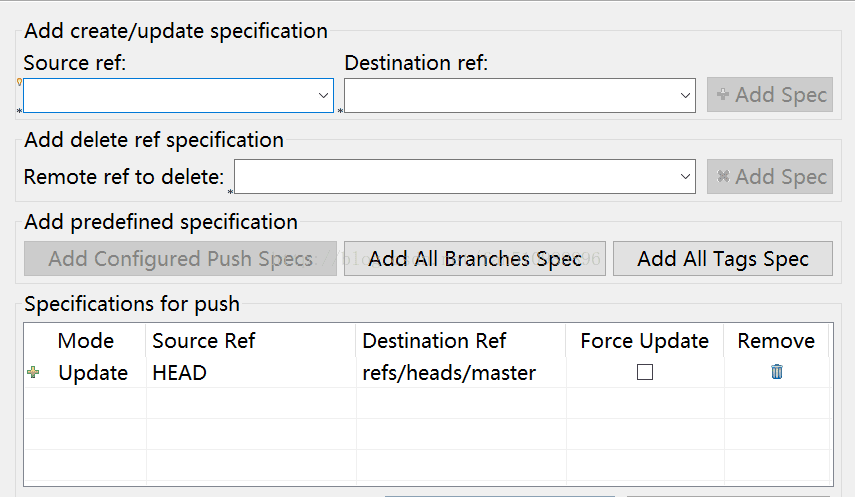 Add create/update specification
Source ref: Destination ref:
* * Add Spec
Add delete ref specification
Remote ref to delete: * Add Spec
Add predefined specification
Add Configured Push Specs Add All Branches Spec Add All Tags Spec
Specifications for push
Mode Source Ref Destination Ref Force Update Remove
Update HEAD refs/heads/master